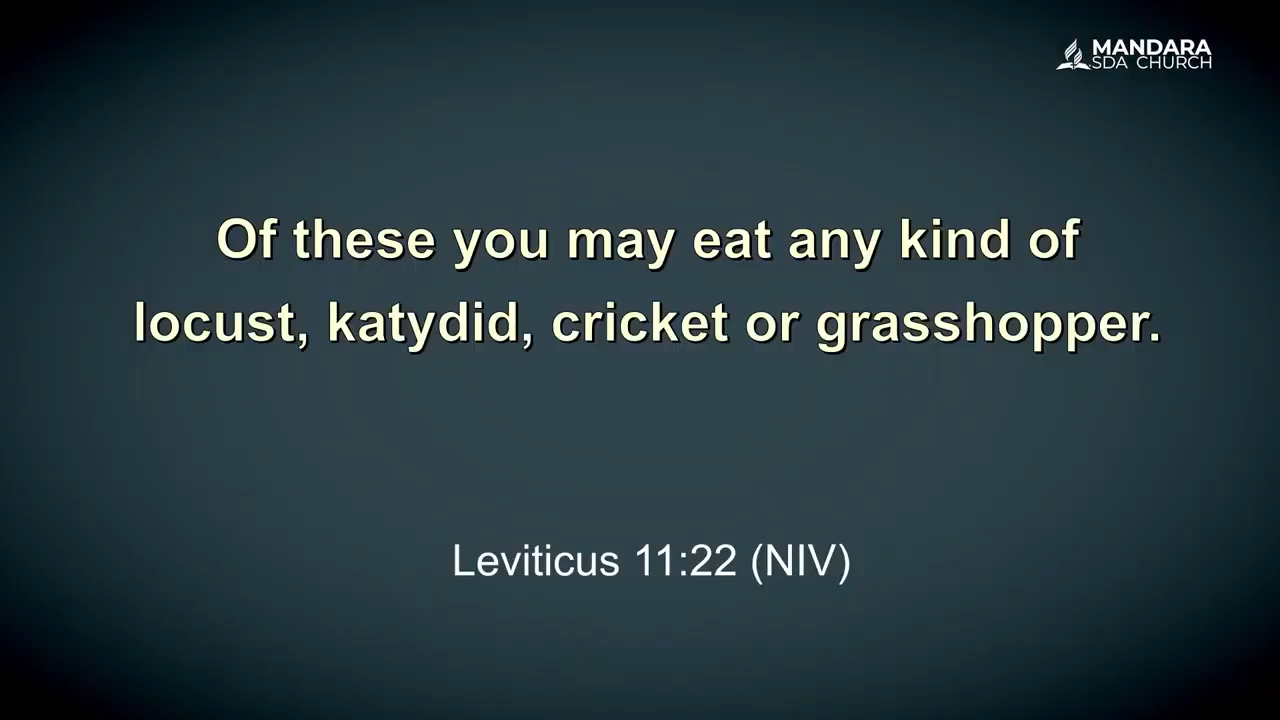 MANDARA
SDA CHURCH
Of these you may eat any kind of
locust, katydid, cricket or grasshopper.
Leviticus 11:22 (NIV)